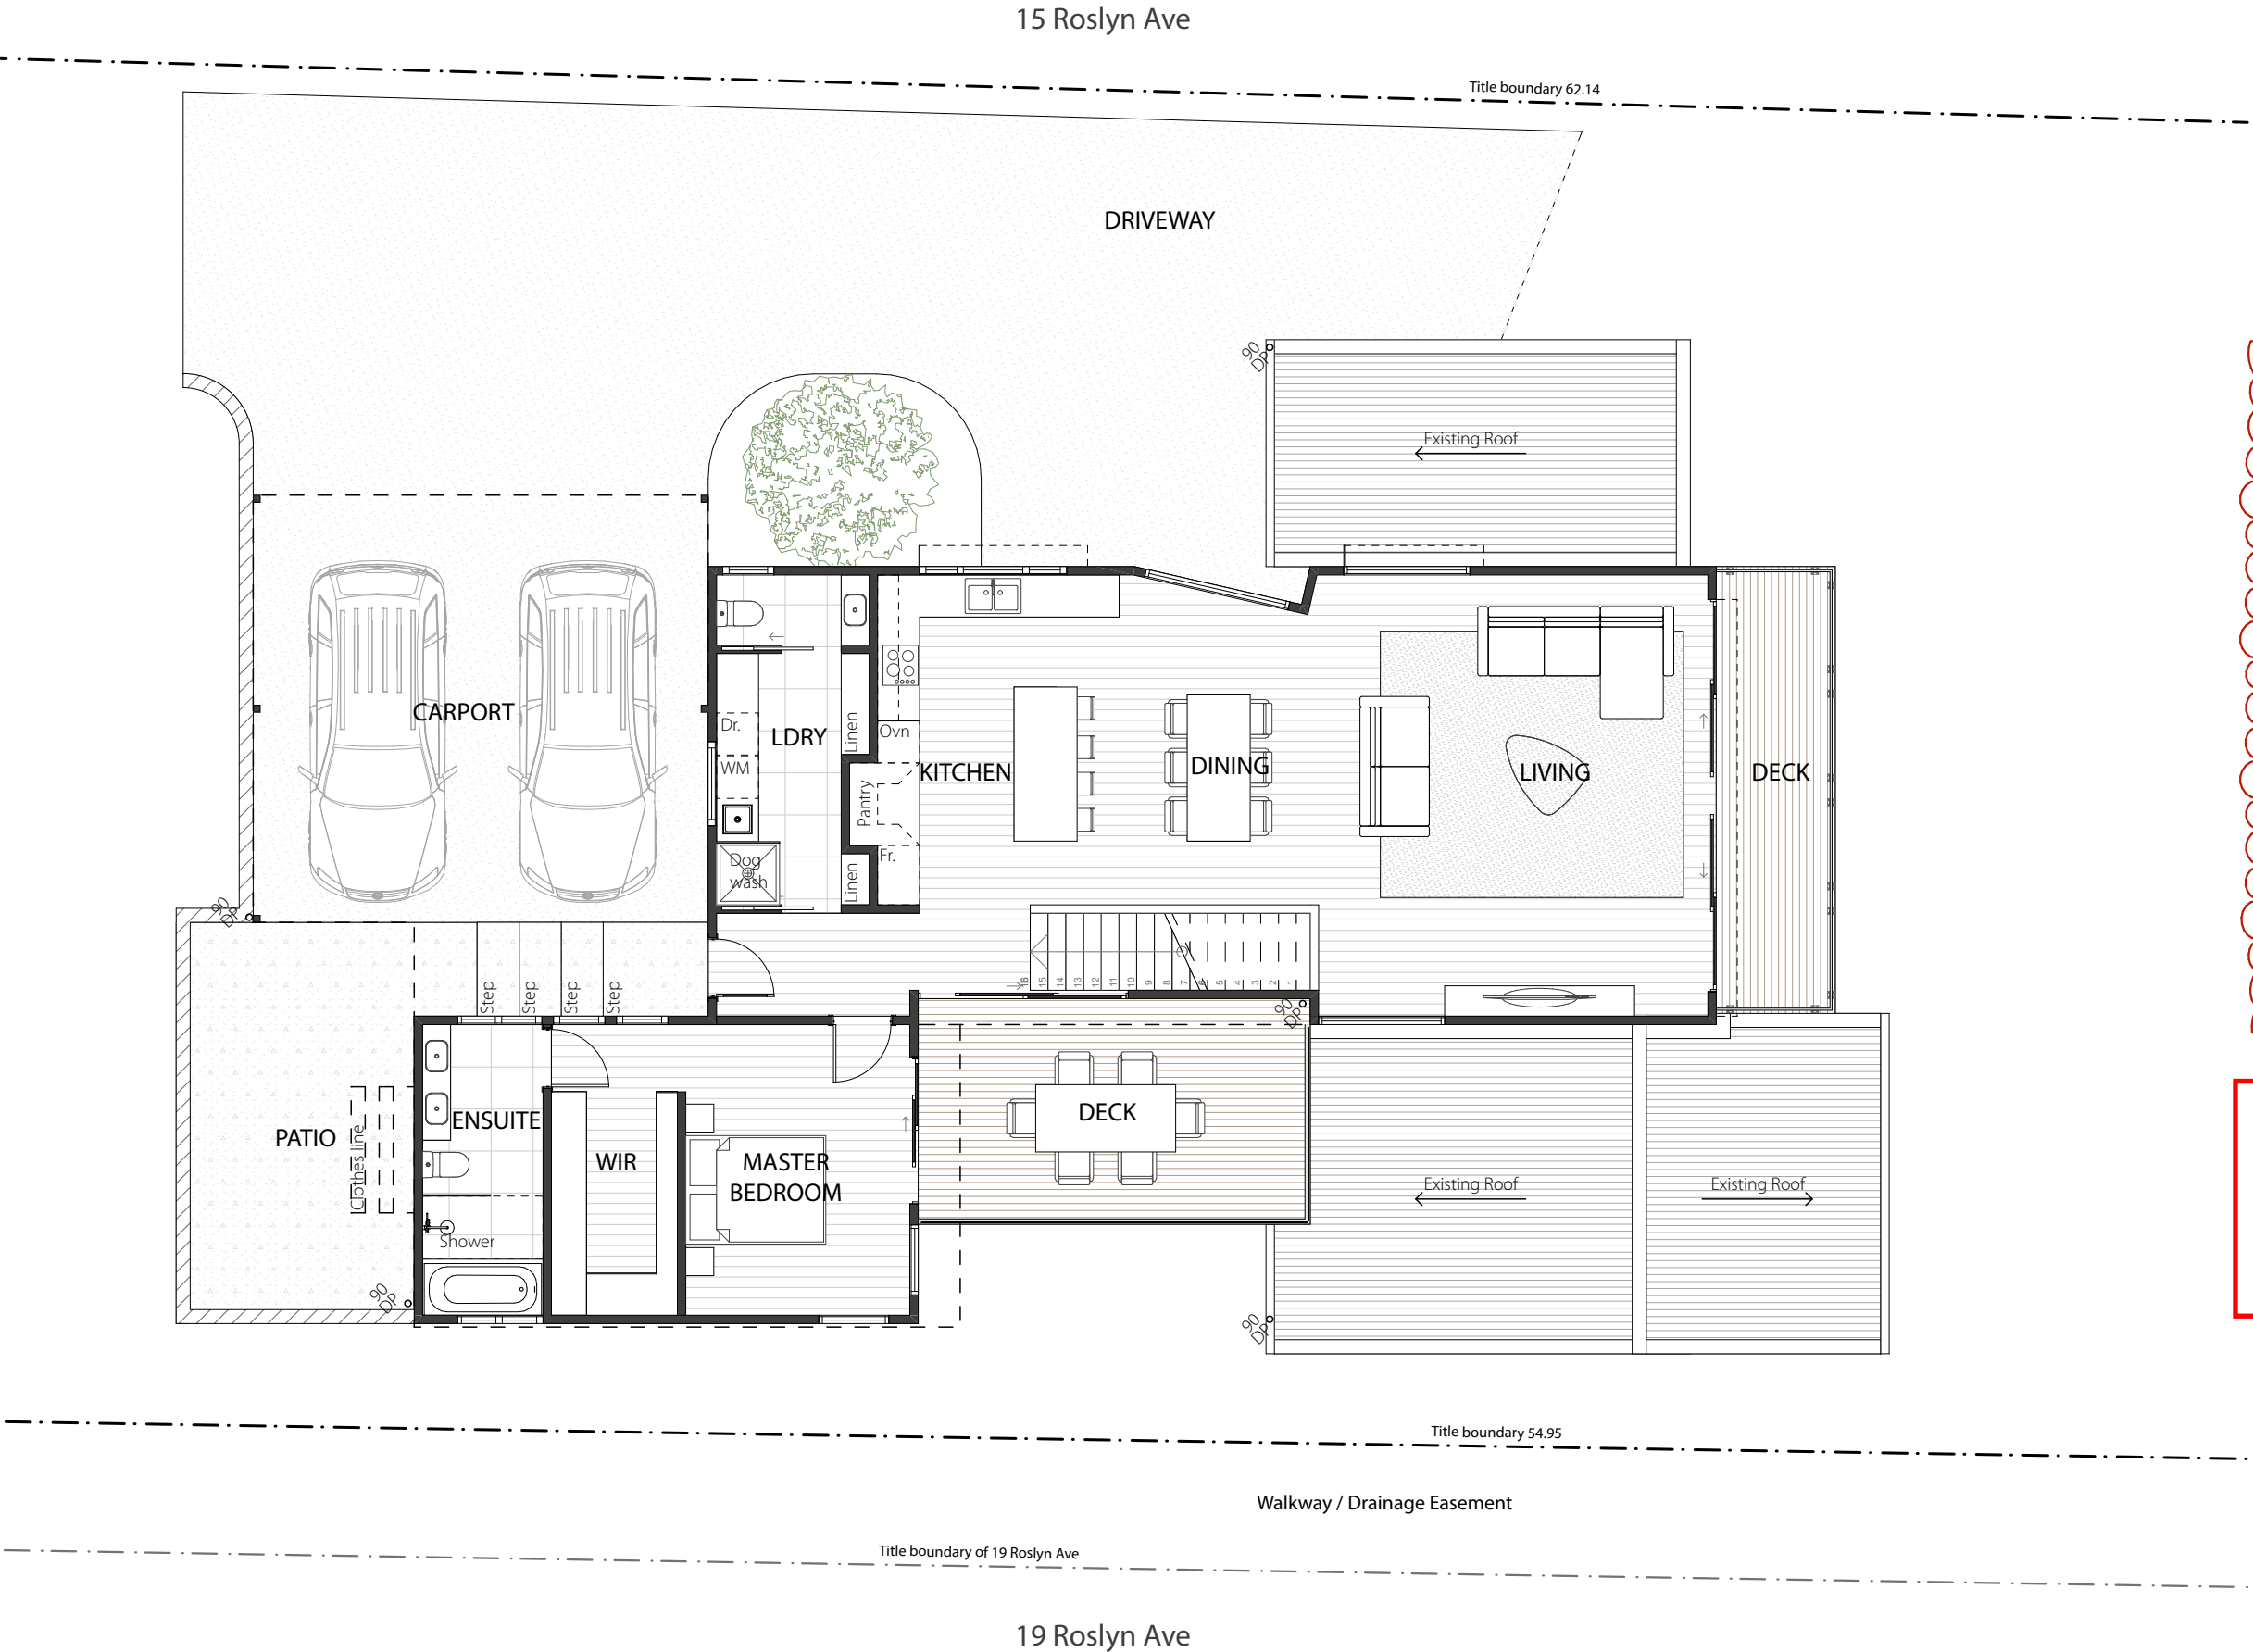 15 Roslyn Ave
Title boundary 62.14
DRIVEWAY
90
DP
Existing Roof
CARPORT
Dr.
LDRY
Linen
Ovn
WM
KITCHEN
DINING
LIVING
DECK
Pantry
Dog
wash
Linen
Fr.
90
DP
Step
Step
Step
Step
16
15
14
13
12
11
10
9
8
7
6
5
4
3
2
1
90
DP
PATIO
Clothes line
ENSUITE
WIR
MASTER
BEDROOM
DECK
Existing Roof
Existing Roof
Shower
90
DP
90
DP
Title boundary 54.95
Walkway / Drainage Easement
Title boundary of 19 Roslyn Ave
19 Roslyn Ave